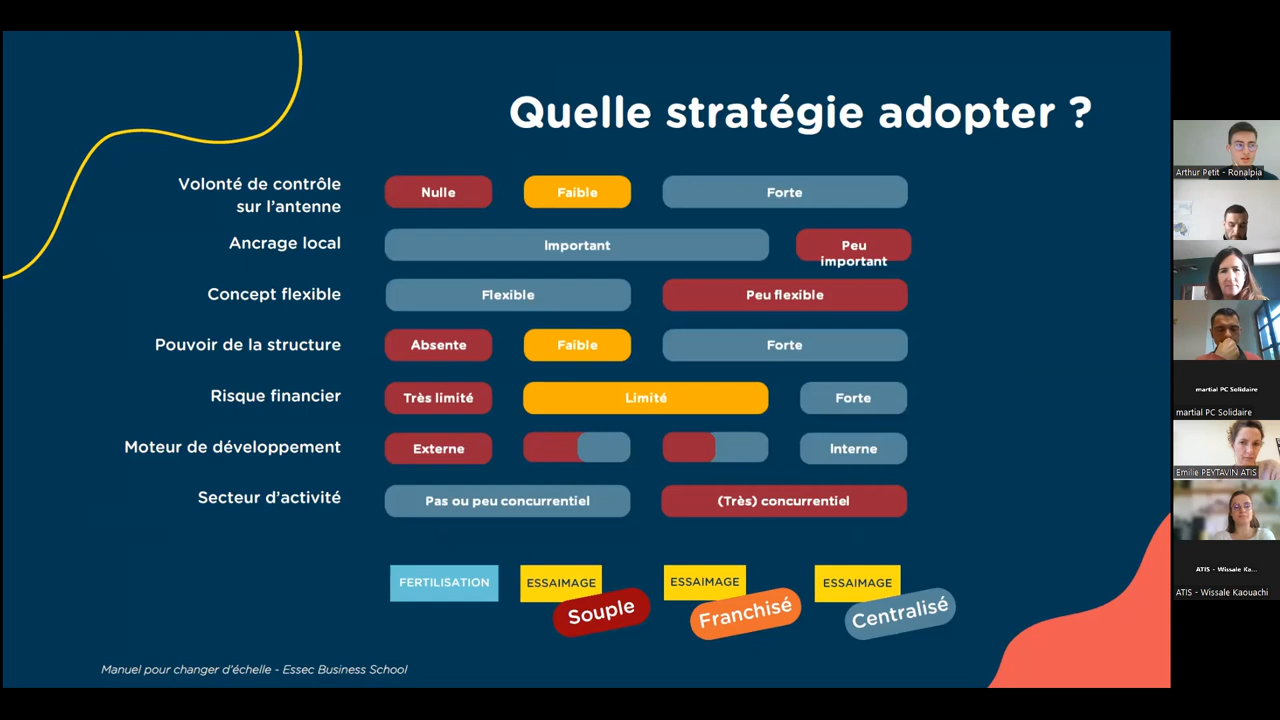 Quelle stratégie adopter ?
Volonté de contrôle
sur l'antenne
Nulle
Faible
Forte
Ancrage local
Important
Peu
important
Concept flexible
Flexible
Peu flexible
Pouvoir de la structure
Absente
Faible
Forte
Risque financier
Très limité
Limité
Forte
Moteur de développement
Externe
Interne
Secteur d'activité
Pas ou peu concurrentiel
(Très) concurrentiel
FERTILISATION
ESSAIMAGE
Souple
ESSAIMAGE
Franchisé
ESSAIMAGE
Centralisé
Manuel pour changer d'échelle - Essec Business School
Arthur Petit - Ronalpia
martial PC Solidaire
martial PC Solidaire
Emilie PEYTAVIN ATIS
ATIS - Wissale Ka...
ATIS - Wissale Kaouachi